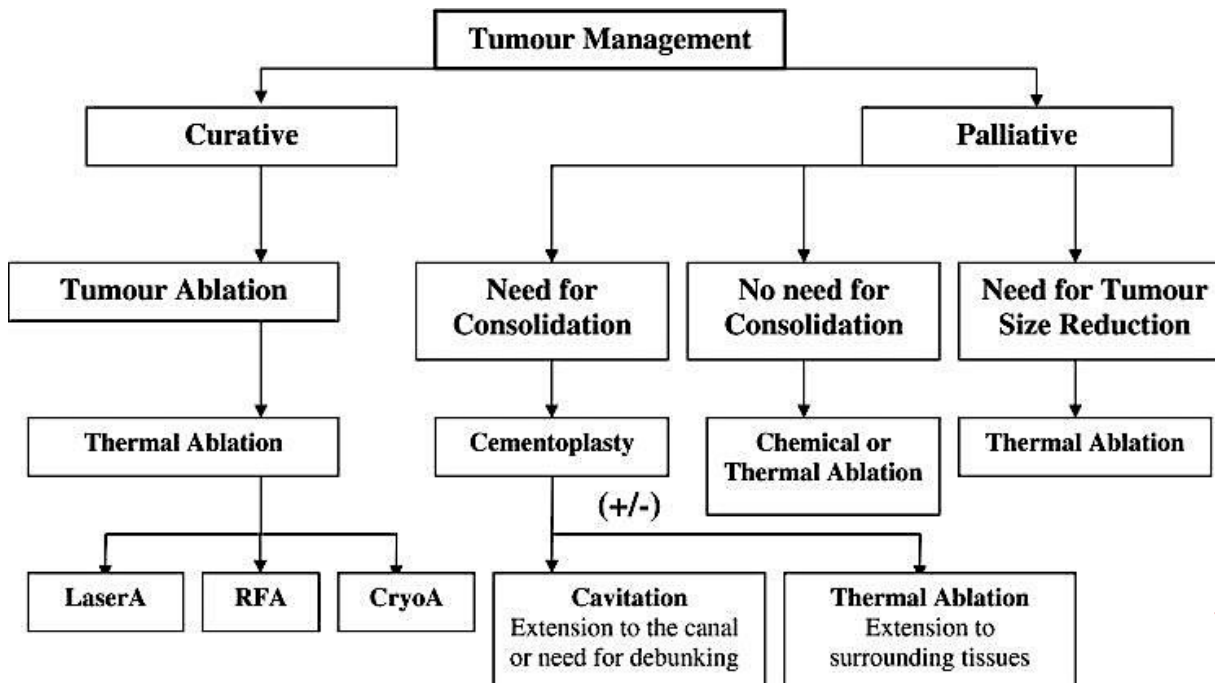 Tumour Management
Curative
Palliative
Tumour Ablation
Need for
Consolidation
No need for
Consolidation
Need for Tumour
Size Reduction
Thermal Ablation
Cementoplasty
Chemical or
Thermal Ablation
Thermal Ablation
(+/-)
LaserA
RFA
CryoA
Cavitation
Extension to the canal
or need for debunking
Thermal Ablation
Extension to
surrounding tissues